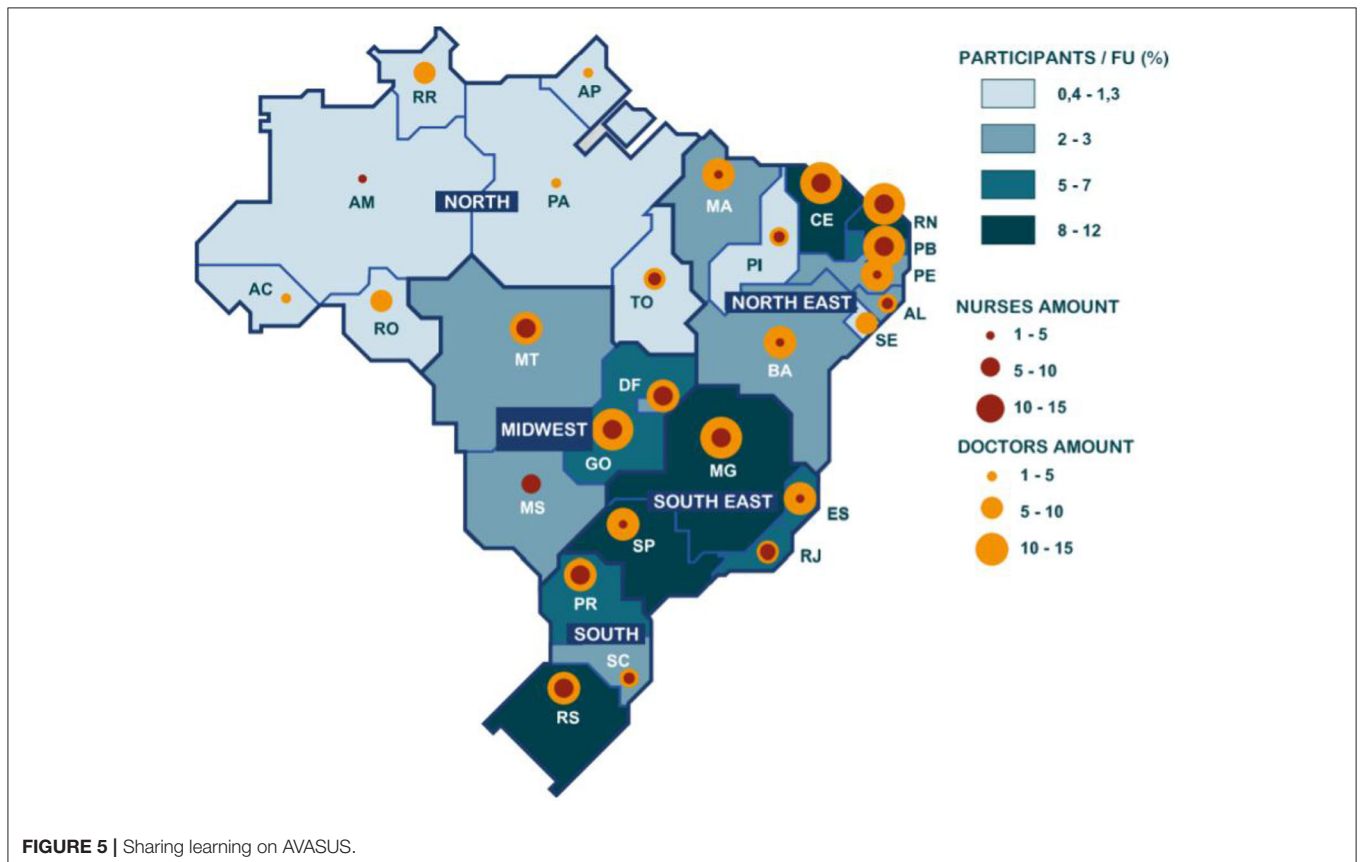 RR
AP
AM
NORTH
PA
MA
CE
RN
PB
PE
AC
RO
TO
PI
NORTH EAST
AL
SE
MT
BA
DF
MIDWEST
GO
MG
MS
SOUTH EAST
ES
SP
RJ
PR
SOUTH
SC
RS
PARTICIPANTS / FU (%)
0,4 - 1,3
2 - 3
5 - 7
8 - 12
NURSES AMOUNT
1 - 5
5 - 10
10 - 15
DOCTORS AMOUNT
1 - 5
5 - 10
10 - 15
FIGURE 5 | Sharing learning on AVASUS.